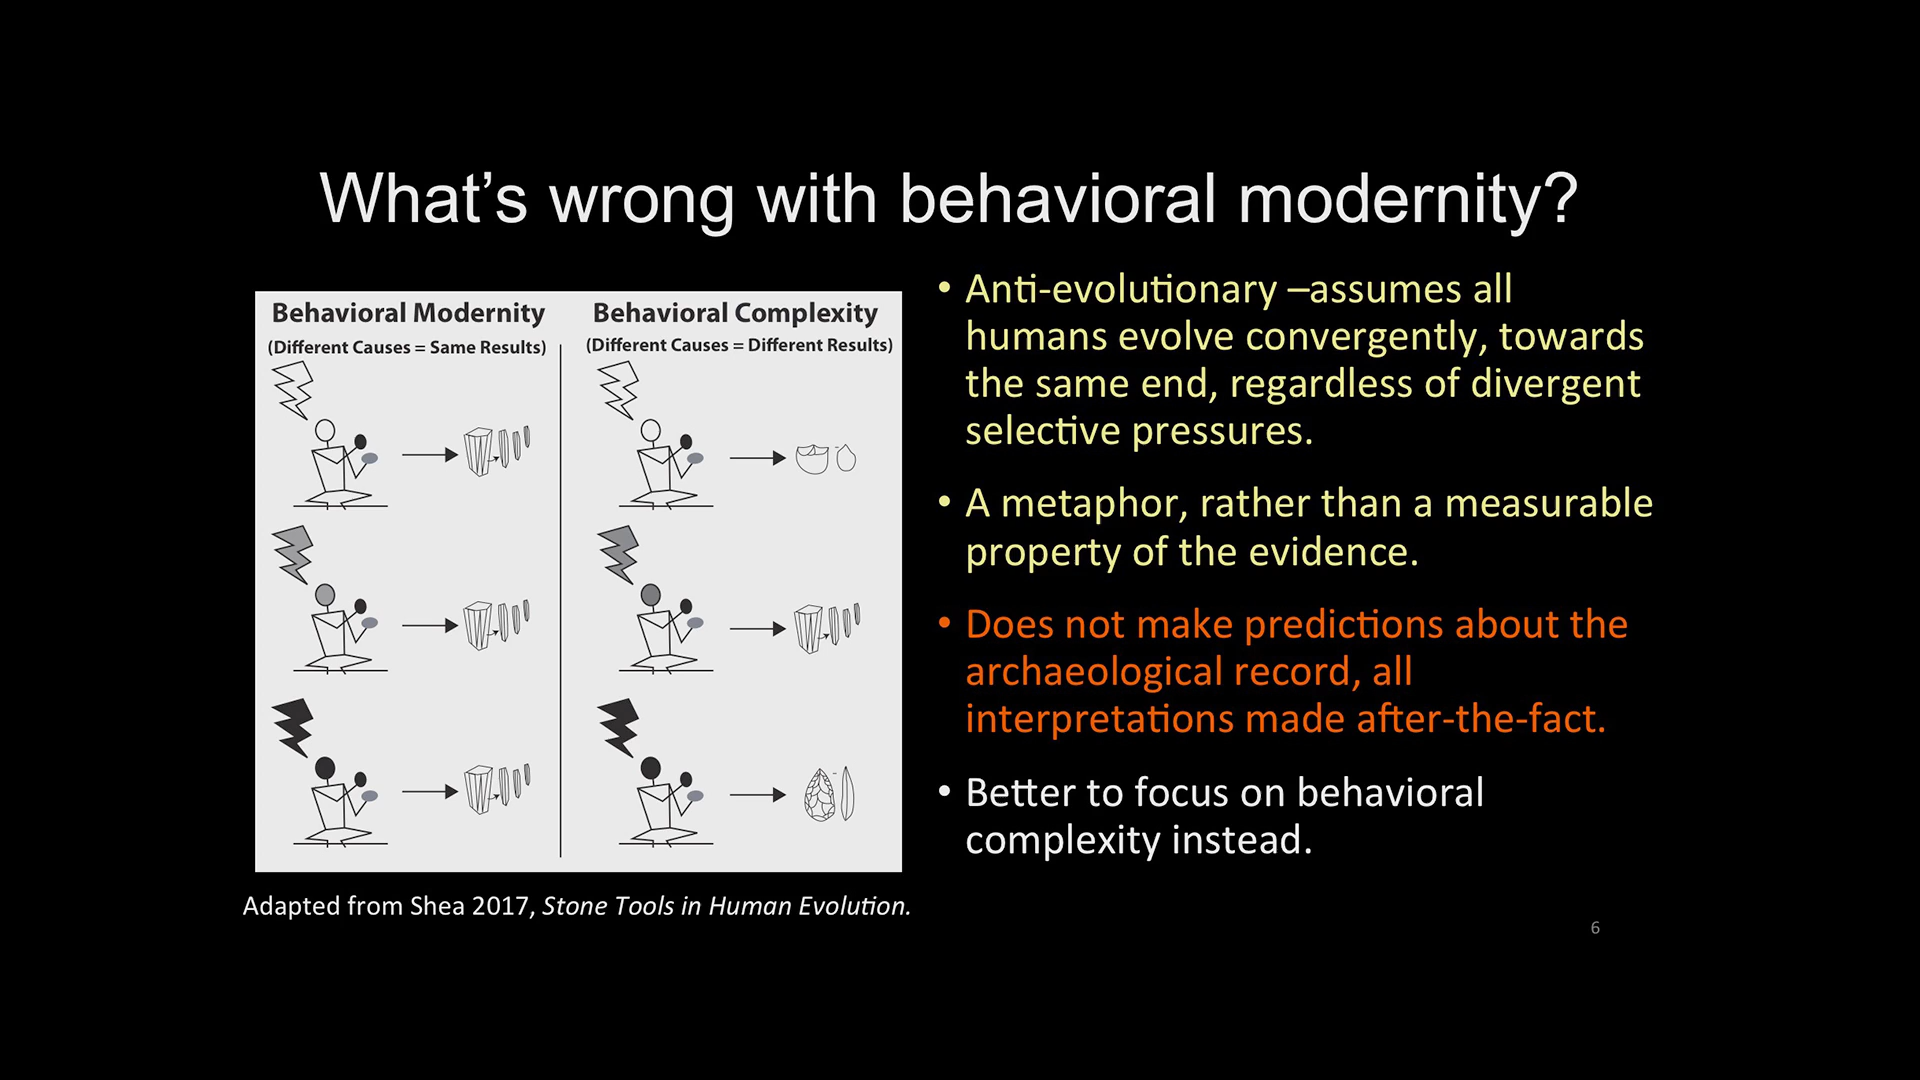 What’s wrong with behavioral modernity?
Behavioral Modernity
(Different Causes = Same Results)
Behavioral Complexity
(Different Causes = Different Results)
• Anti-evolutionary –assumes all
humans evolve convergently, towards
the same end, regardless of divergent
selective pressures.
• A metaphor, rather than a measurable
property of the evidence.
• Does not make predictions about the
archaeological record, all
interpretations made after-the-fact.
• Better to focus on behavioral
complexity instead.
Adapted from Shea 2017, Stone Tools in Human Evolution.
6